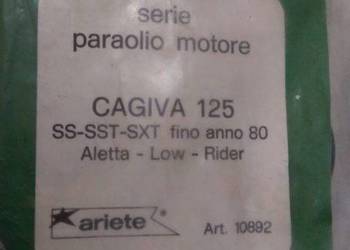 serie
paraolio motore
CAGIVA 125
SS-SST-SXT fino anno 80
Aletta - Low - Rider
ariete
Art. 10892